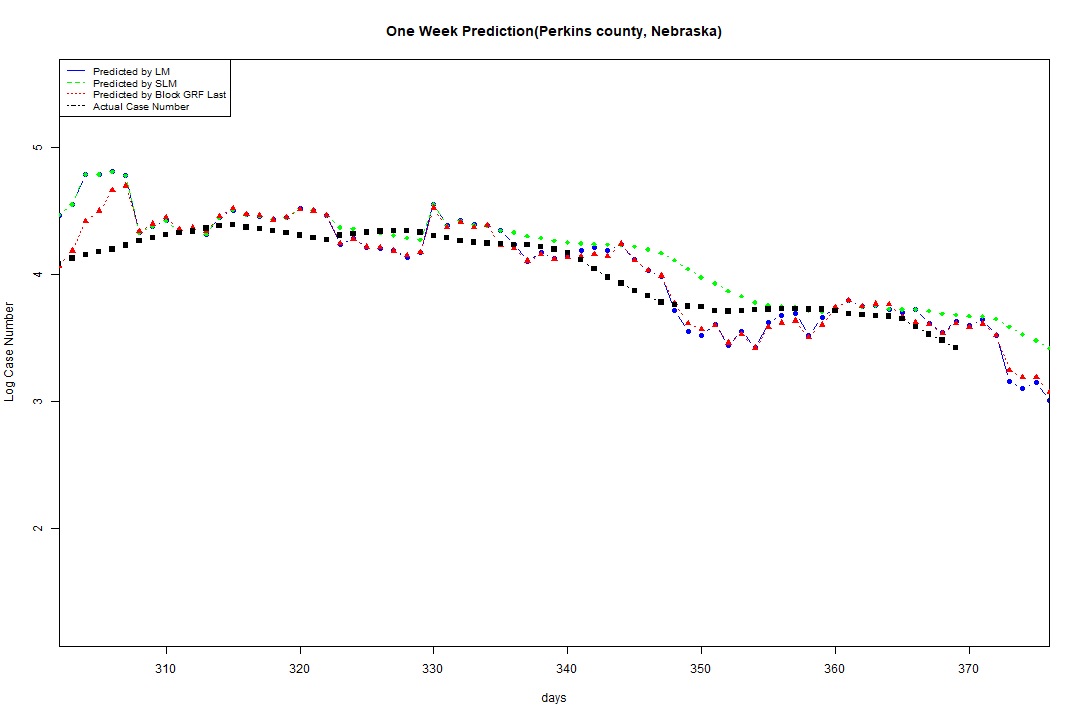 One Week Prediction(Perkins county, Nebraska)
Predicted by LM
Predicted by SLM
Predicted by Block GRF Last
Actual Case Number
5
4
3
2
Log Case Number
310 320 330 340 350 360 370
days